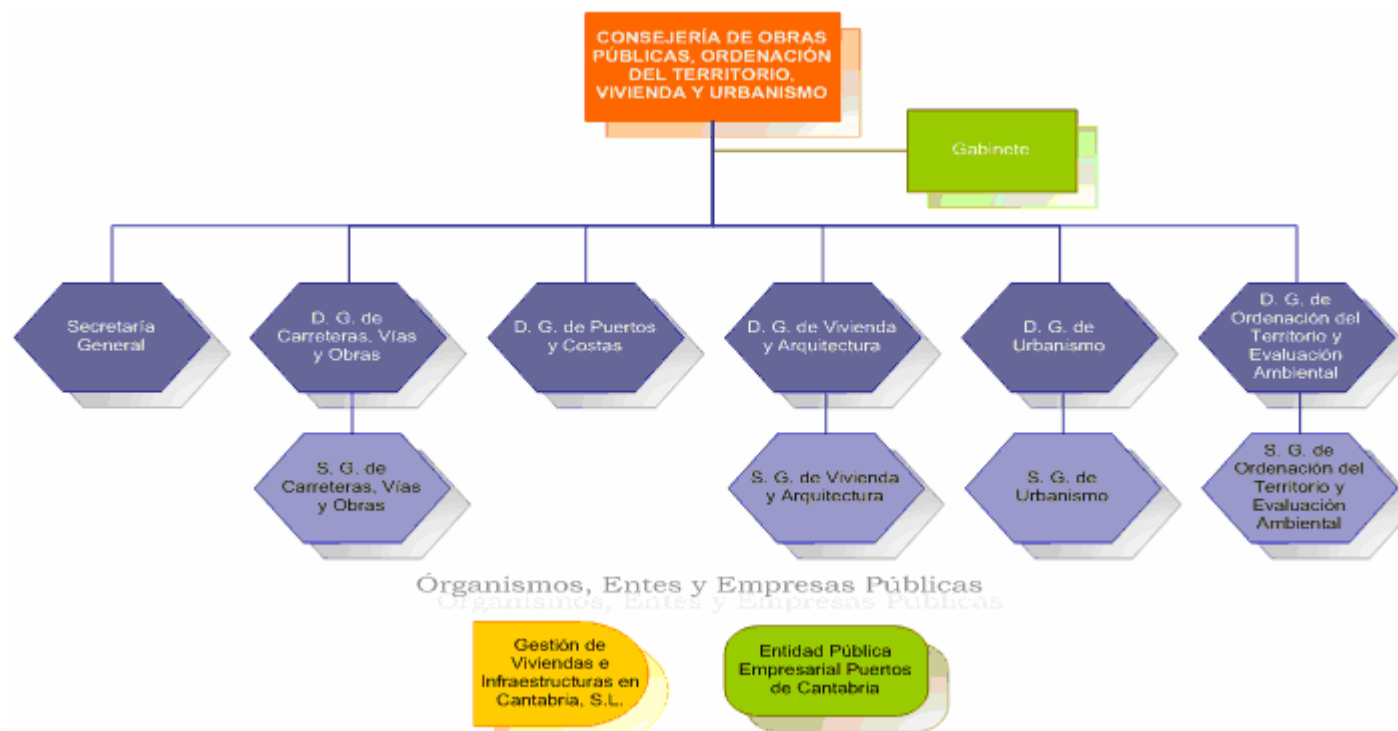 CONSEJERÍA DE OBRAS
PÚBLICAS, ORDENACIÓN
DEL TERRITORIO,
VIVIENDA Y URBANISMO
Gabinete
Secretaría
General
D. G. de
Carreteras, Vías
y Obras
D. G. de Puertos
y Costas
D. G. de Vivienda
y Arquitectura
D. G. de
Urbanismo
D. G. de
Ordenación del
Territorio y
Evaluación
Ambiental
S. G. de
Carreteras, Vías
y Obras
S. G. de Vivienda
y Arquitectura
S. G. de
Urbanismo
S. G. de
Ordenación del
Territorio y
Evaluación
Ambiental
Órganismos, Entes y Empresas Públicas
Gestión de
Viviendas e
Infraestructuras en
Cantabria, S.L.
Entidad Pública
Empresarial Puertos
de Cantabria